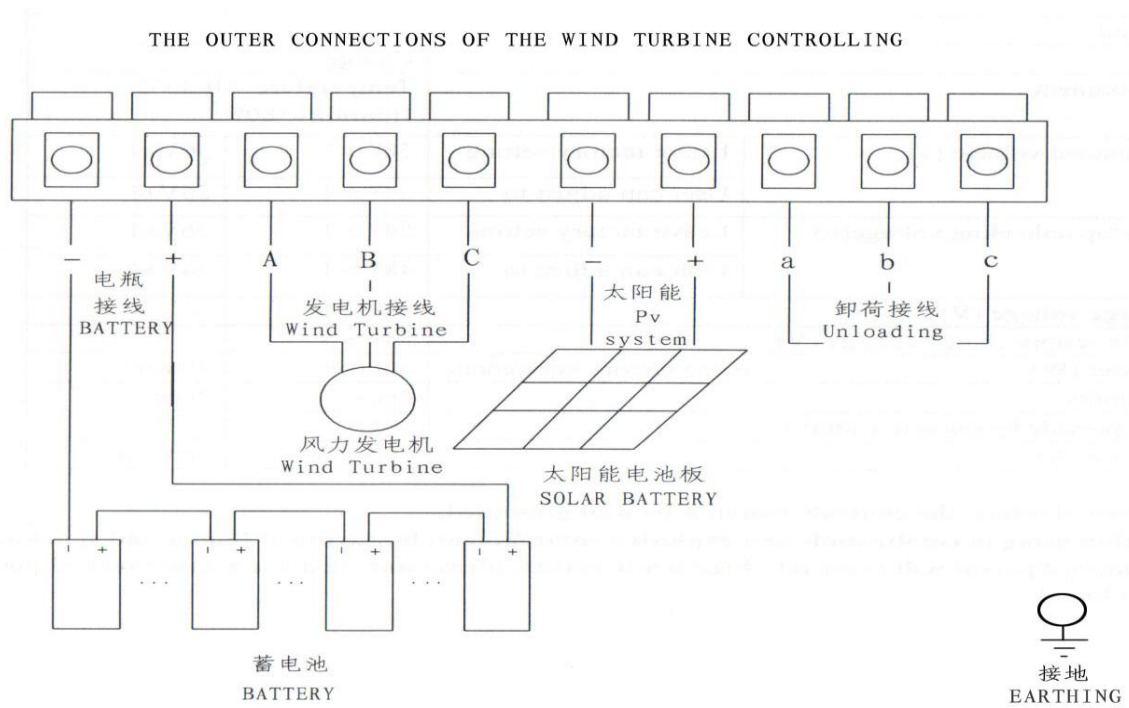 THE OUTER CONNECTIONS OF THE WIND TURBINE CONTROLLING
− + A B C − + a b c
电瓶
接线
BATTERY
发电机接线
Wind Turbine
太阳能
Pv
system
卸荷接线
Unloading
风力发电机
Wind Turbine
太阳能电池板
SOLAR BATTERY
- + - + - + - +
... ... ...
蓄电池
BATTERY
接地
EARTHING